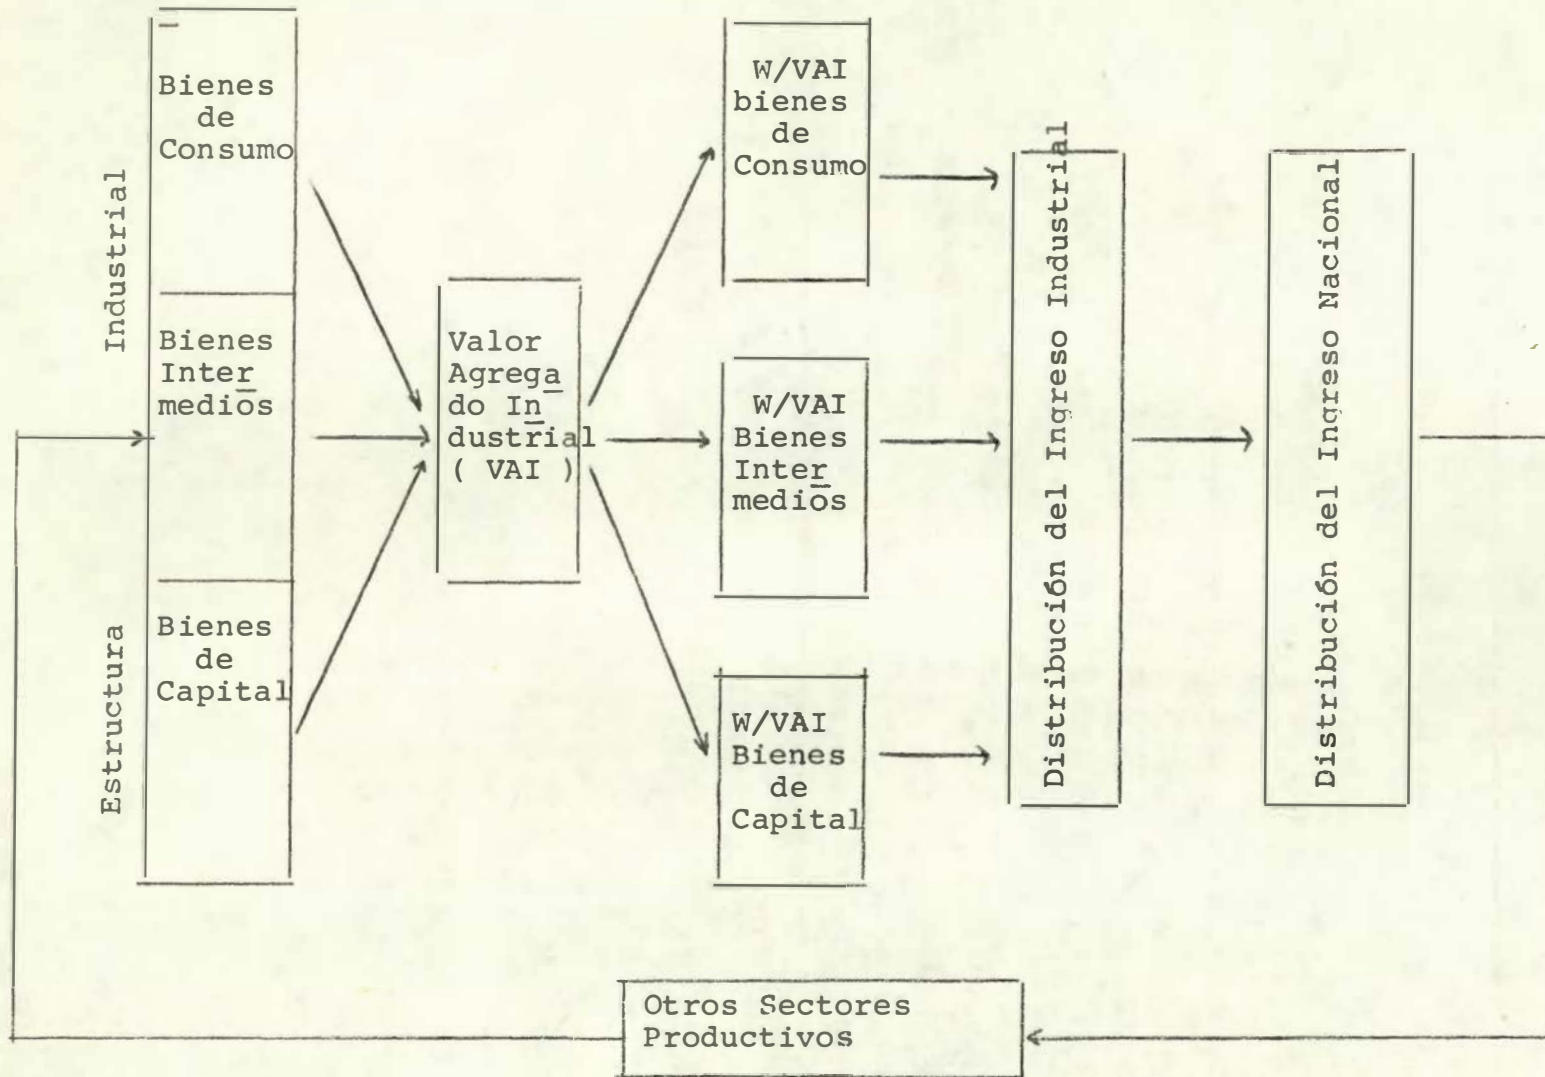 Estructura Industrial
Bienes
de
Consumo
Bienes
Inter
medios
Bienes
de
Capital
Valor
Agrega
do In
dustrial
( VAI )
W/VAI
bienes
de
Consumo
W/VAI
Bienes
Inter
medios
W/VAI
Bienes
de
Capital
Distribución del Ingreso Industrial
Distribución del Ingreso Nacional
Otros Sectores
Productivos